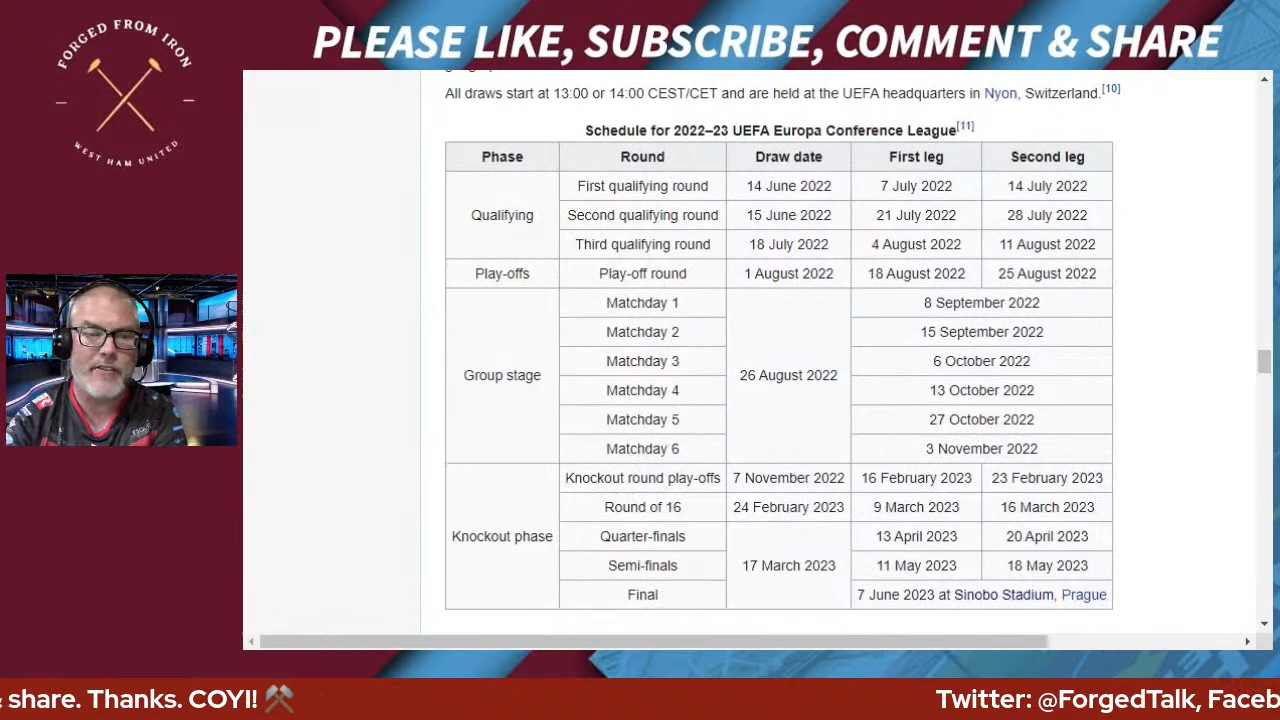 FORGED FROM IRON
WEST HAM UNITED
PLEASE LIKE, SUBSCRIBE, COMMENT & SHARE
All draws start at 13:00 or 14:00 CEST/CET and are held at the UEFA headquarters in Nyon, Switzerland.[10]
Schedule for 2022–23 UEFA Europa Conference League[11]
Phase Round Draw date First leg Second leg
Qualifying First qualifying round 14 June 2022 7 July 2022 14 July 2022
Second qualifying round 15 June 2022 21 July 2022 28 July 2022
Third qualifying round 18 July 2022 4 August 2022 11 August 2022
Play-offs Play-off round 1 August 2022 18 August 2022 25 August 2022
Group stage Matchday 1 26 August 2022 8 September 2022
Matchday 2 15 September 2022
Matchday 3 6 October 2022
Matchday 4 13 October 2022
Matchday 5 27 October 2022
Matchday 6 3 November 2022
Knockout phase Knockout round play-offs 7 November 2022 16 February 2023 23 February 2023
Round of 16 24 February 2023 9 March 2023 16 March 2023
Quarter-finals 17 March 2023 13 April 2023 20 April 2023
Semi-finals 11 May 2023 18 May 2023
Final 7 June 2023 at Sinobo Stadium, Prague
& share. Thanks. COYI! ⚒ Twitter: @ForgedTalk, Faceb